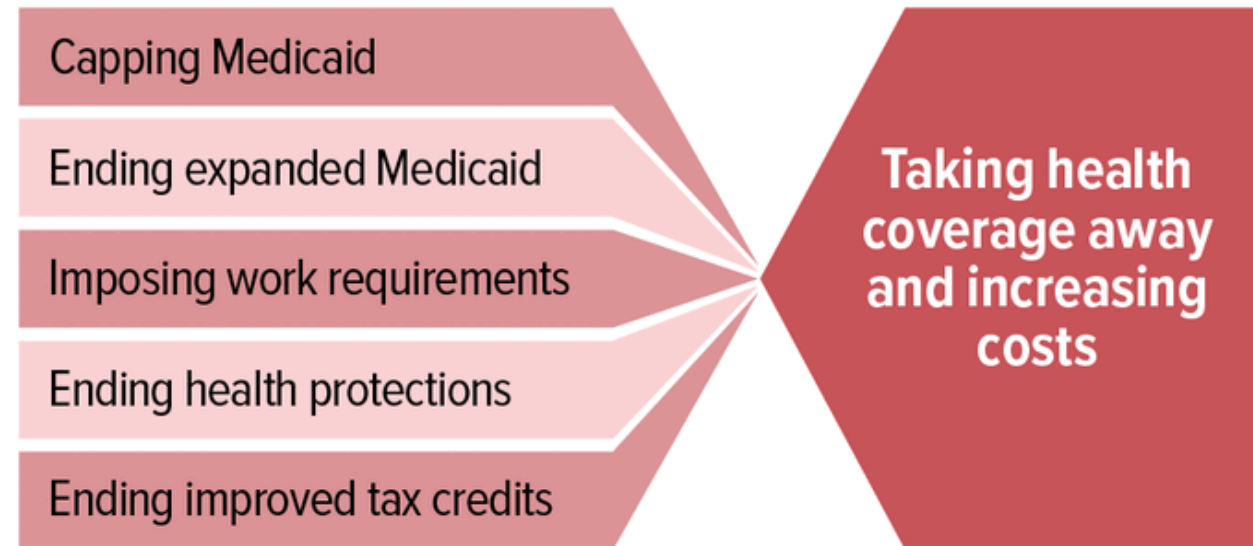 Capping Medicaid
Ending expanded Medicaid
Imposing work requirements
Ending health protections
Ending improved tax credits
Taking health
coverage away
and increasing
costs